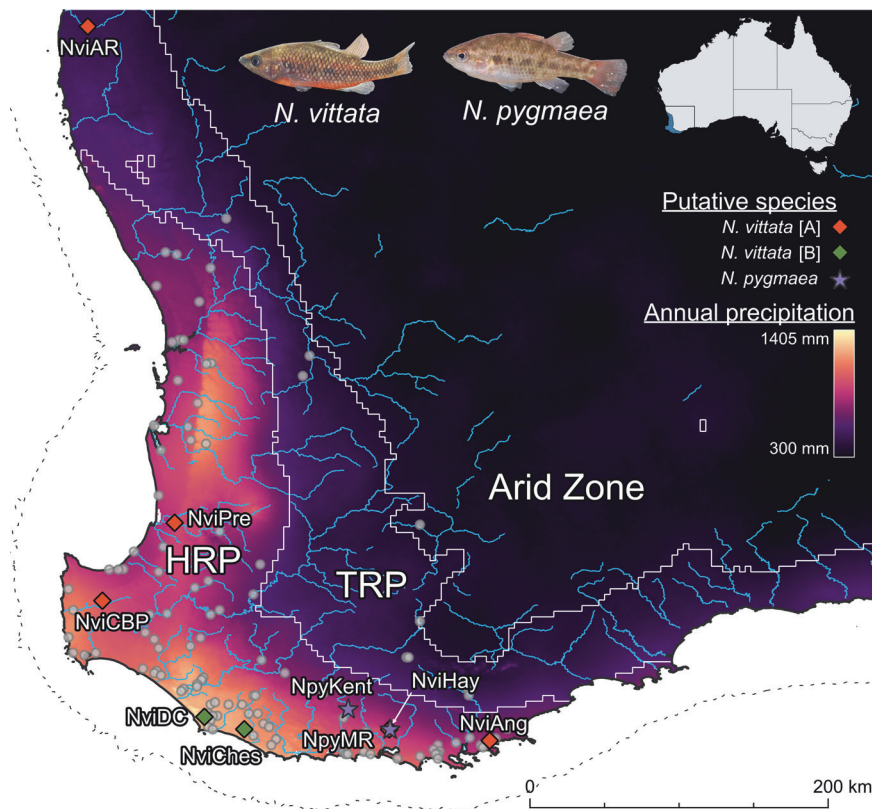 NviAR
N. vittata
N. pygmaea
Putative species
N. vittata [A]
N. vittata [B]
N. pygmaea
Annual precipitation
1405 mm
300 mm
Arid Zone
NviPre
HRP
TRP
NviCBP
NpyKent
NviHay
NviDC
NpyMR
NviAng
NviChes
0
200 km